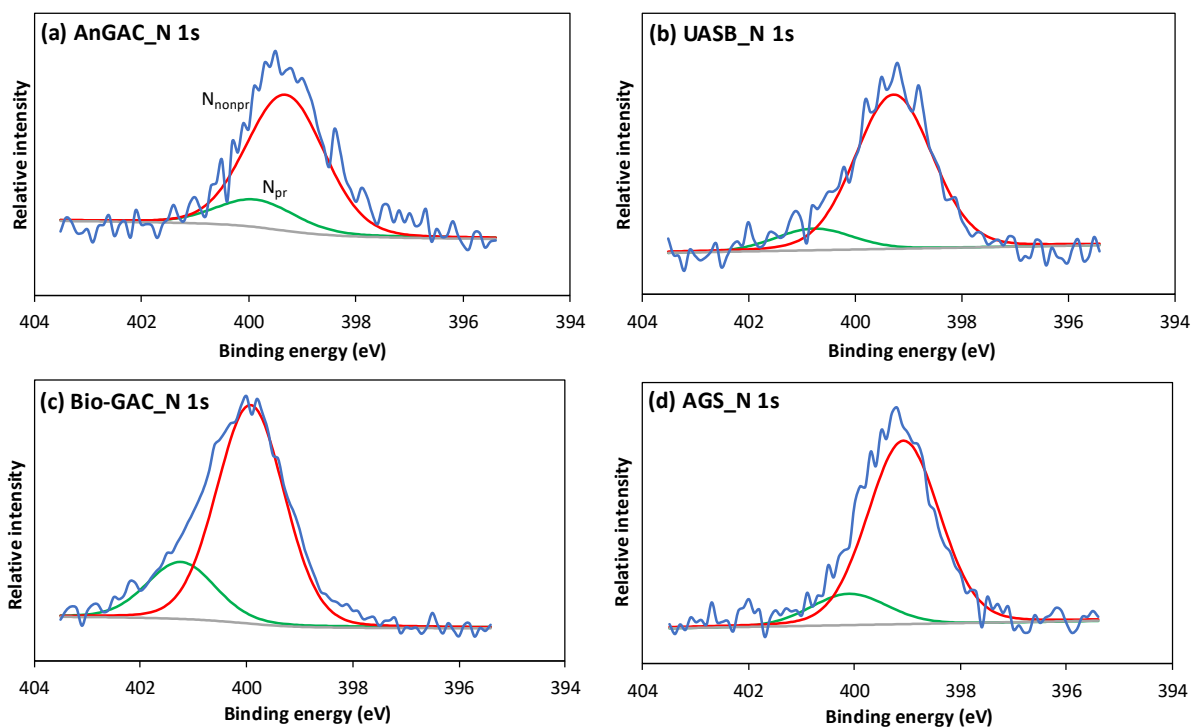 (a) AnGAC_N 1s
Relative intensity
N_nonpr
N_pr
404 402 400 398 396 394
Binding energy (eV)
(b) UASB_N 1s
Relative intensity
404 402 400 398 396 394
Binding energy (eV)
(c) Bio-GAC_N 1s
Relative intensity
404 402 400 398 396 394
Binding energy (eV)
(d) AGS_N 1s
Relative intensity
404 402 400 398 396 394
Binding energy (eV)